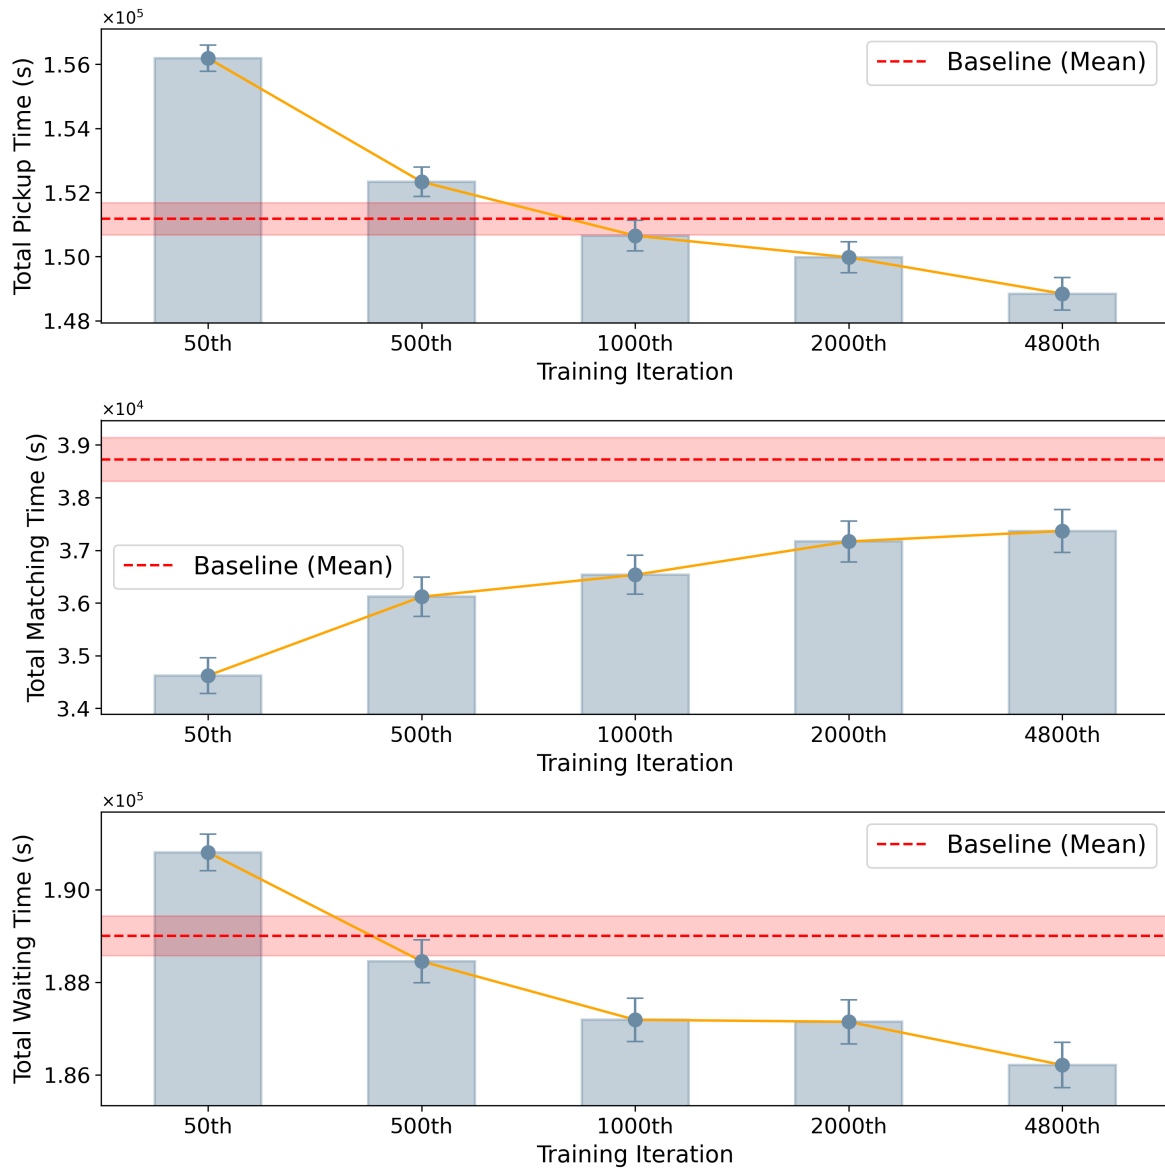 ×10⁵
Total Pickup Time (s)
1.56
1.54
1.52
1.50
1.48
Baseline (Mean)
50th 500th 1000th 2000th 4800th
Training Iteration
×10⁴
Total Matching Time (s)
3.9
3.8
3.7
3.6
3.5
3.4
Baseline (Mean)
50th 500th 1000th 2000th 4800th
Training Iteration
×10⁵
Total Waiting Time (s)
1.90
1.88
1.86
Baseline (Mean)
50th 500th 1000th 2000th 4800th
Training Iteration